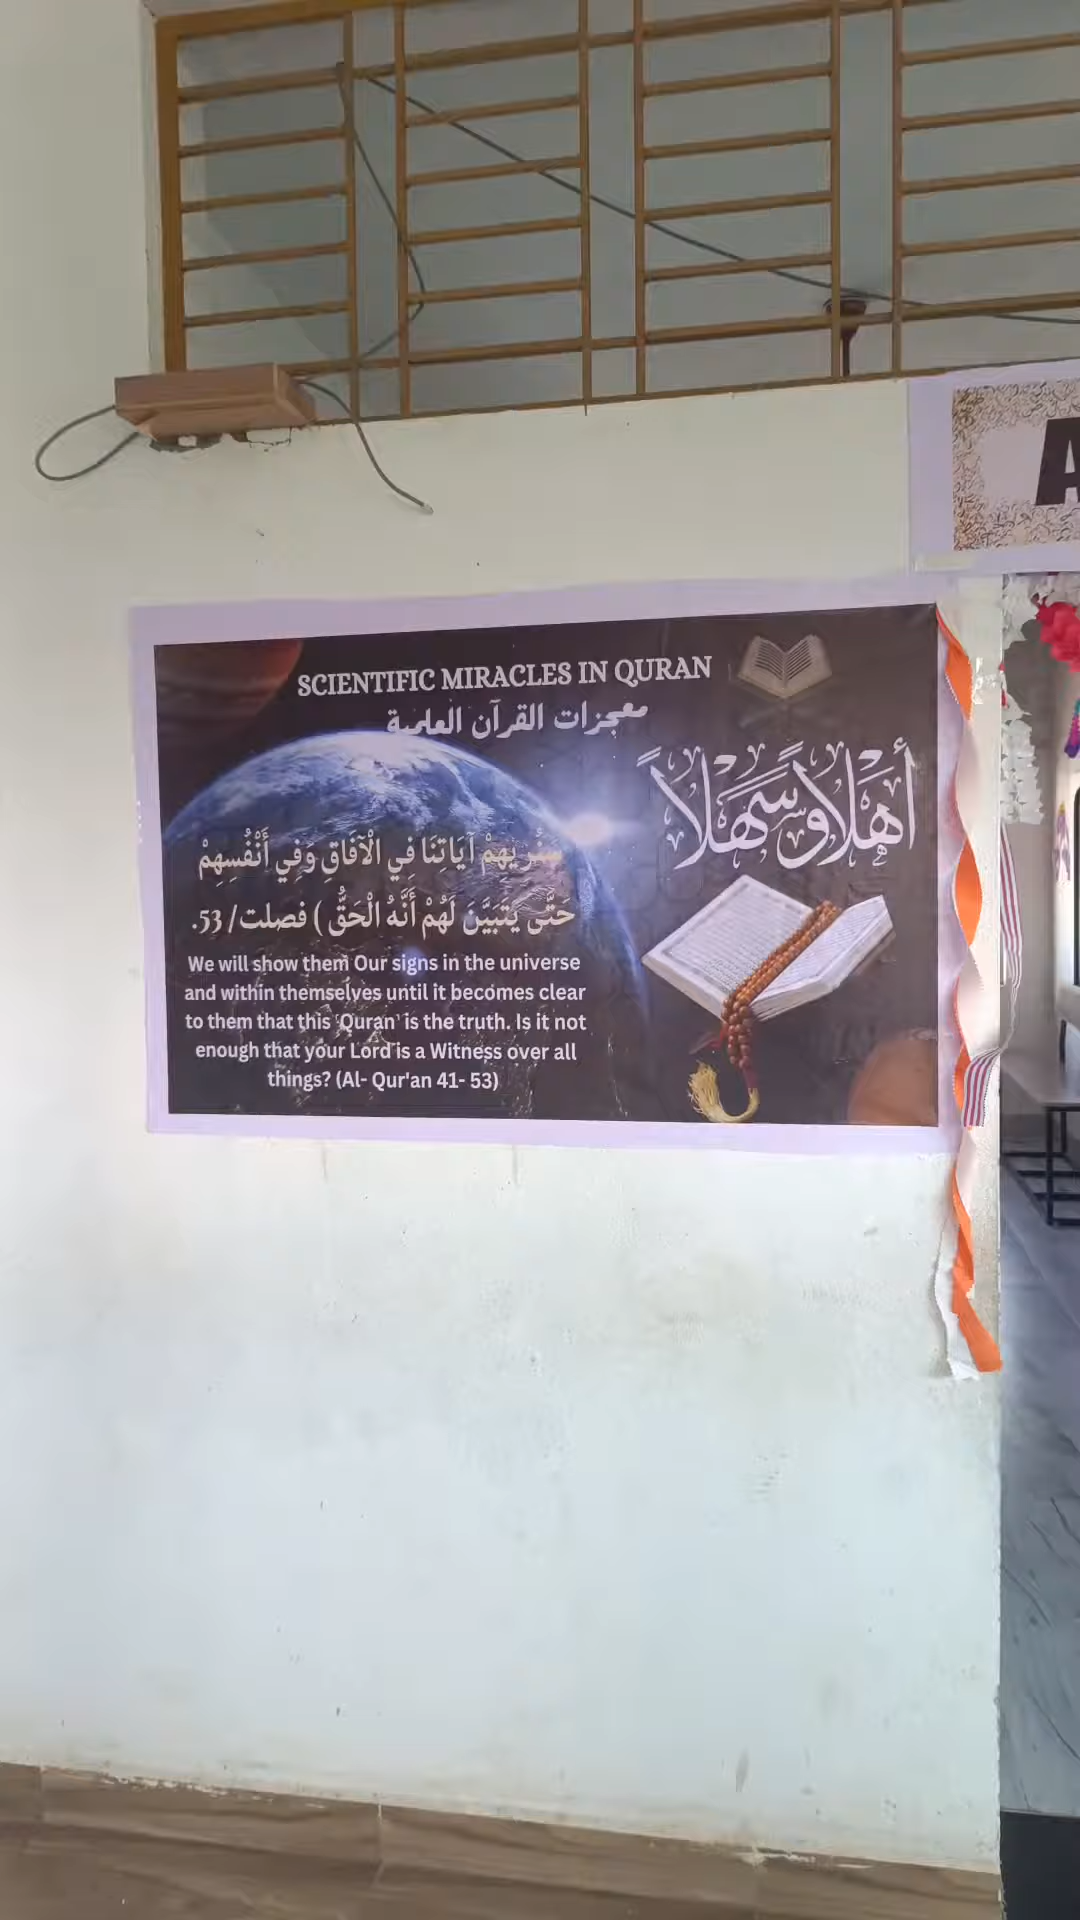 A
SCIENTIFIC MIRACLES IN QURAN
معجزات القرآن العلمية
أهلا وسهلا
سَنُرِيهِمْ آيَاتِنَا فِي الْآفَاقِ وَفِي أَنْفُسِهِمْ
حَتَّى يَتَبَيَّنَ لَهُمْ أَنَّهُ الْحَقُّ ) فصلت/ 53.
We will show them Our signs in the universe
and within themselves until it becomes clear
to them that this 'Quran' is the truth. Is it not
enough that your Lord is a Witness over all
things? (Al- Qur'an 41- 53)